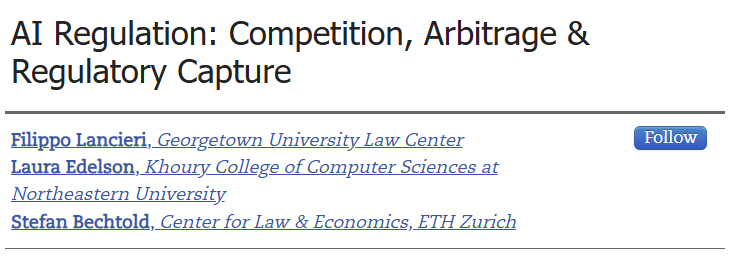 AI Regulation: Competition, Arbitrage &
Regulatory Capture
Filippo Lancieri, Georgetown University Law Center
Follow
Laura Edelson, Khoury College of Computer Sciences at
Northeastern University
Stefan Bechtold, Center for Law & Economics, ETH Zurich